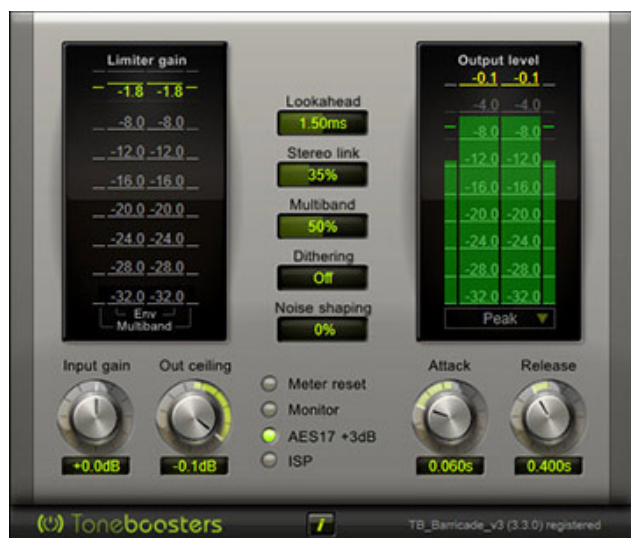 Limiter gain
-1.8 -1.8
-8.0 -8.0
-12.0 -12.0
-16.0 -16.0
-20.0 -20.0
-24.0 -24.0
-28.0 -28.0
-32.0 -32.0
Env
Multiband
Lookahead
1.50ms
Stereo link
35%
Multiband
50%
Dithering
Off
Noise shaping
0%
Output level
-0.1 -0.1
-4.0 -4.0
-8.0 -8.0
-12.0 -12.0
-16.0 -16.0
-20.0 -20.0
-24.0 -24.0
-28.0 -28.0
-32.0 -32.0
Peak
Input gain
+0.0dB
Out ceiling
-0.1dB
Meter reset
Monitor
AES17 +3dB
ISP
Attack
0.060s
Release
0.400s
Toneboosters
TB_Barricade_v3 (3.3.0) registered